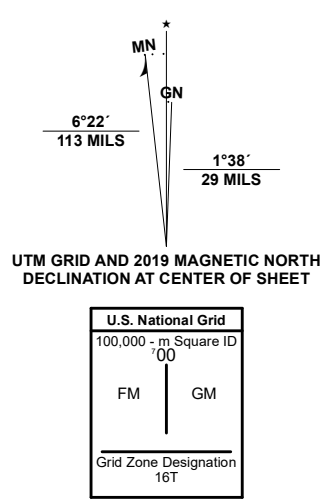 ★
MN
GN
6°22´
113 MILS
1°38´
29 MILS
UTM GRID AND 2019 MAGNETIC NORTH
DECLINATION AT CENTER OF SHEET
U.S. National Grid
100,000 - m Square ID
⁷00
FM GM
Grid Zone Designation
16T